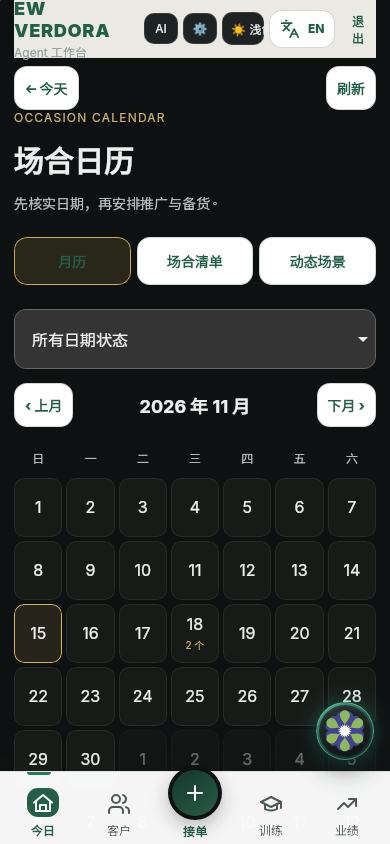 EW
VERDORA
Agent 工作台
AI
浅
EN
退
出
← 今天
刷新
OCCASION CALENDAR
场合日历
先核实日期，再安排推广与备货。
月历
场合清单
动态场景
所有日期状态
‹ 上月
2026 年 11 月
下月 ›
日 一 二 三 四 五 六
1 2 3 4 5 6 7
8 9 10 11 12 13 14
15 16 17 18 19 20 21
2 个
22 23 24 25 26 27 28
29 30 1 2 3 4 5
今日
客户
接单
训练
业绩